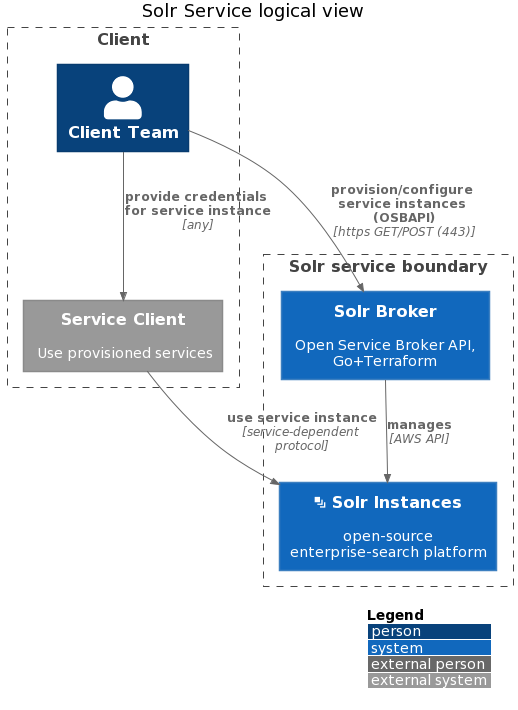 Solr Service logical view
Client
Client Team
provide credentials
for service instance
[any]
provision/configure
service instances
(OSBAPI)
[https GET/POST (443)]
Solr service boundary
Service Client
Use provisioned services
Solr Broker
Open Service Broker API,
Go+Terraform
use service instance
[service-dependent
protocol]
manages
[AWS API]
Solr Instances
open-source
enterprise-search platform
Legend
person
system
external person
external system